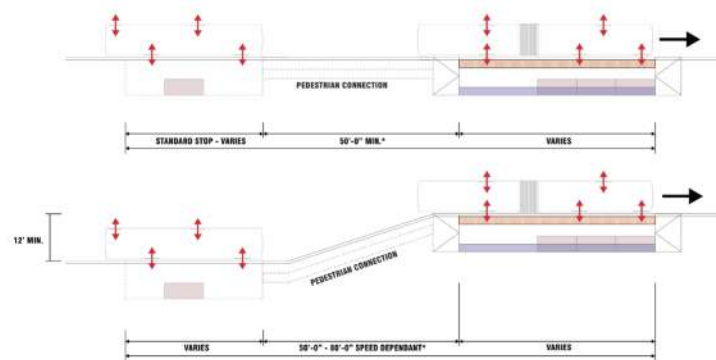 PEDESTRIAN CONNECTION
STANDARD STOP - VARIES
50'-0" MIN.*
VARIES
12' MIN.
PEDESTRIAN CONNECTION
VARIES
50'-0" - 80'-0" SPEED DEPENDANT*
VARIES